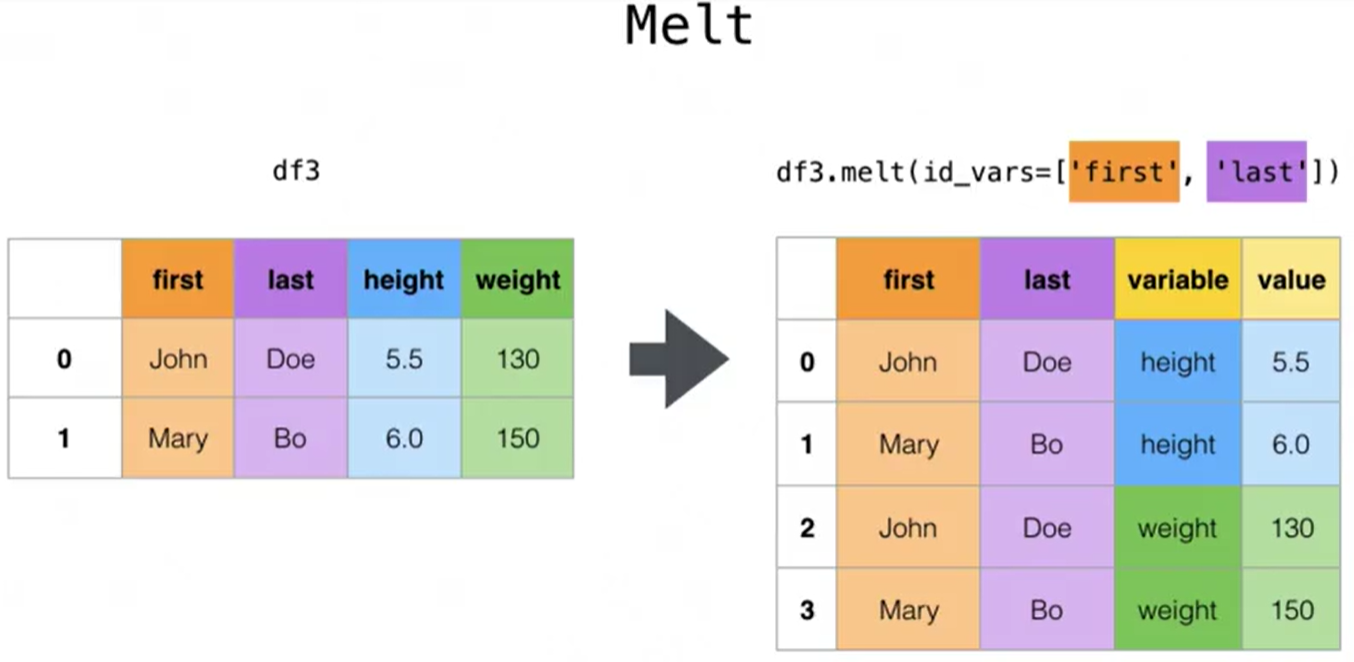 Melt
df3
df3.melt(id_vars=['first', 'last'])
first last height weight
0 John Doe 5.5 130
1 Mary Bo 6.0 150
first last variable value
0 John Doe height 5.5
1 Mary Bo height 6.0
2 John Doe weight 130
3 Mary Bo weight 150